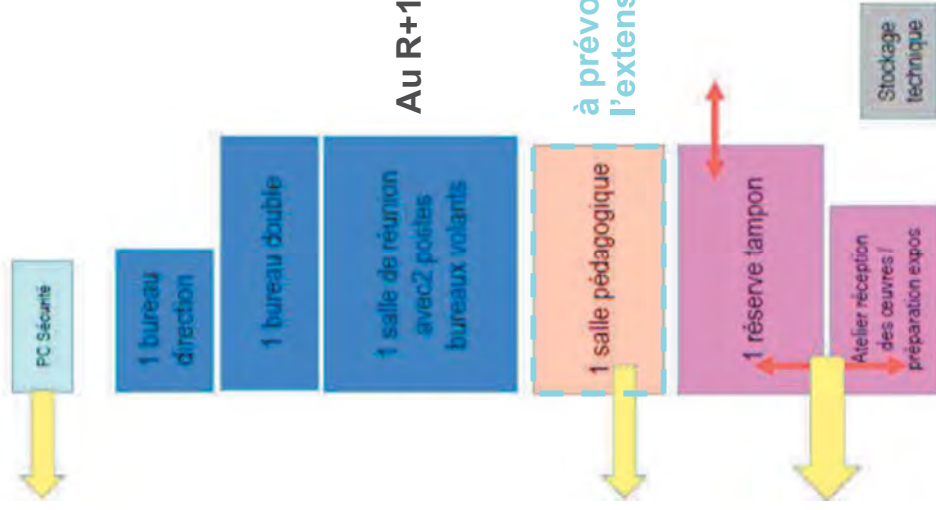 PC Sécurité
1 bureau
direction
1 bureau double
1 salle de réunion
avec2 postes
bureaux volants
Au R+1
1 salle pédagogique
à prévo
l'extens
1 réserve tampon
Atelier réception
des œuvres /
préparation expos
Stockage
technique